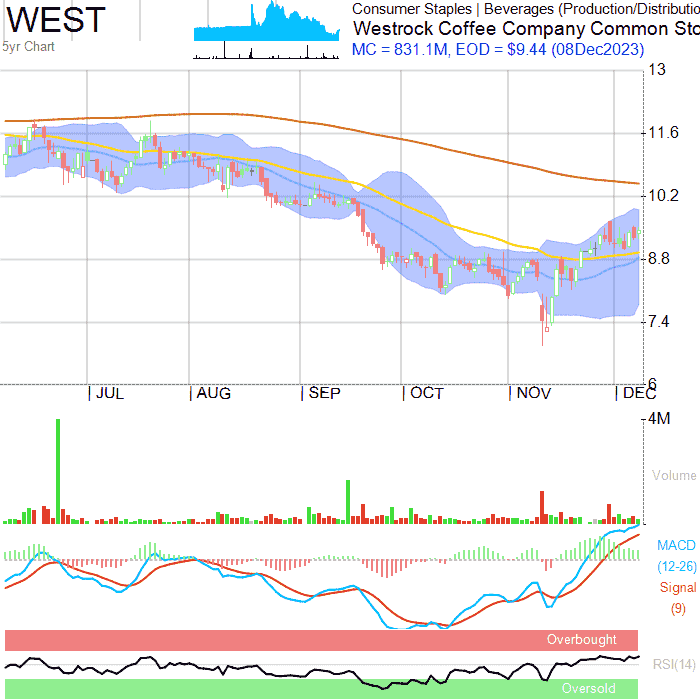 WEST
5yr Chart
Consumer Staples | Beverages (Production/Distributio
Westrock Coffee Company Common Sto
MC = 831.1M, EOD = $9.44 (08Dec2023)
13
11.6
10.2
8.8
7.4
6
JUL AUG SEP OCT NOV DEC
4M
Volume
MACD
(12-26)
Signal
(9)
Overbought
RSI(14)
Oversold